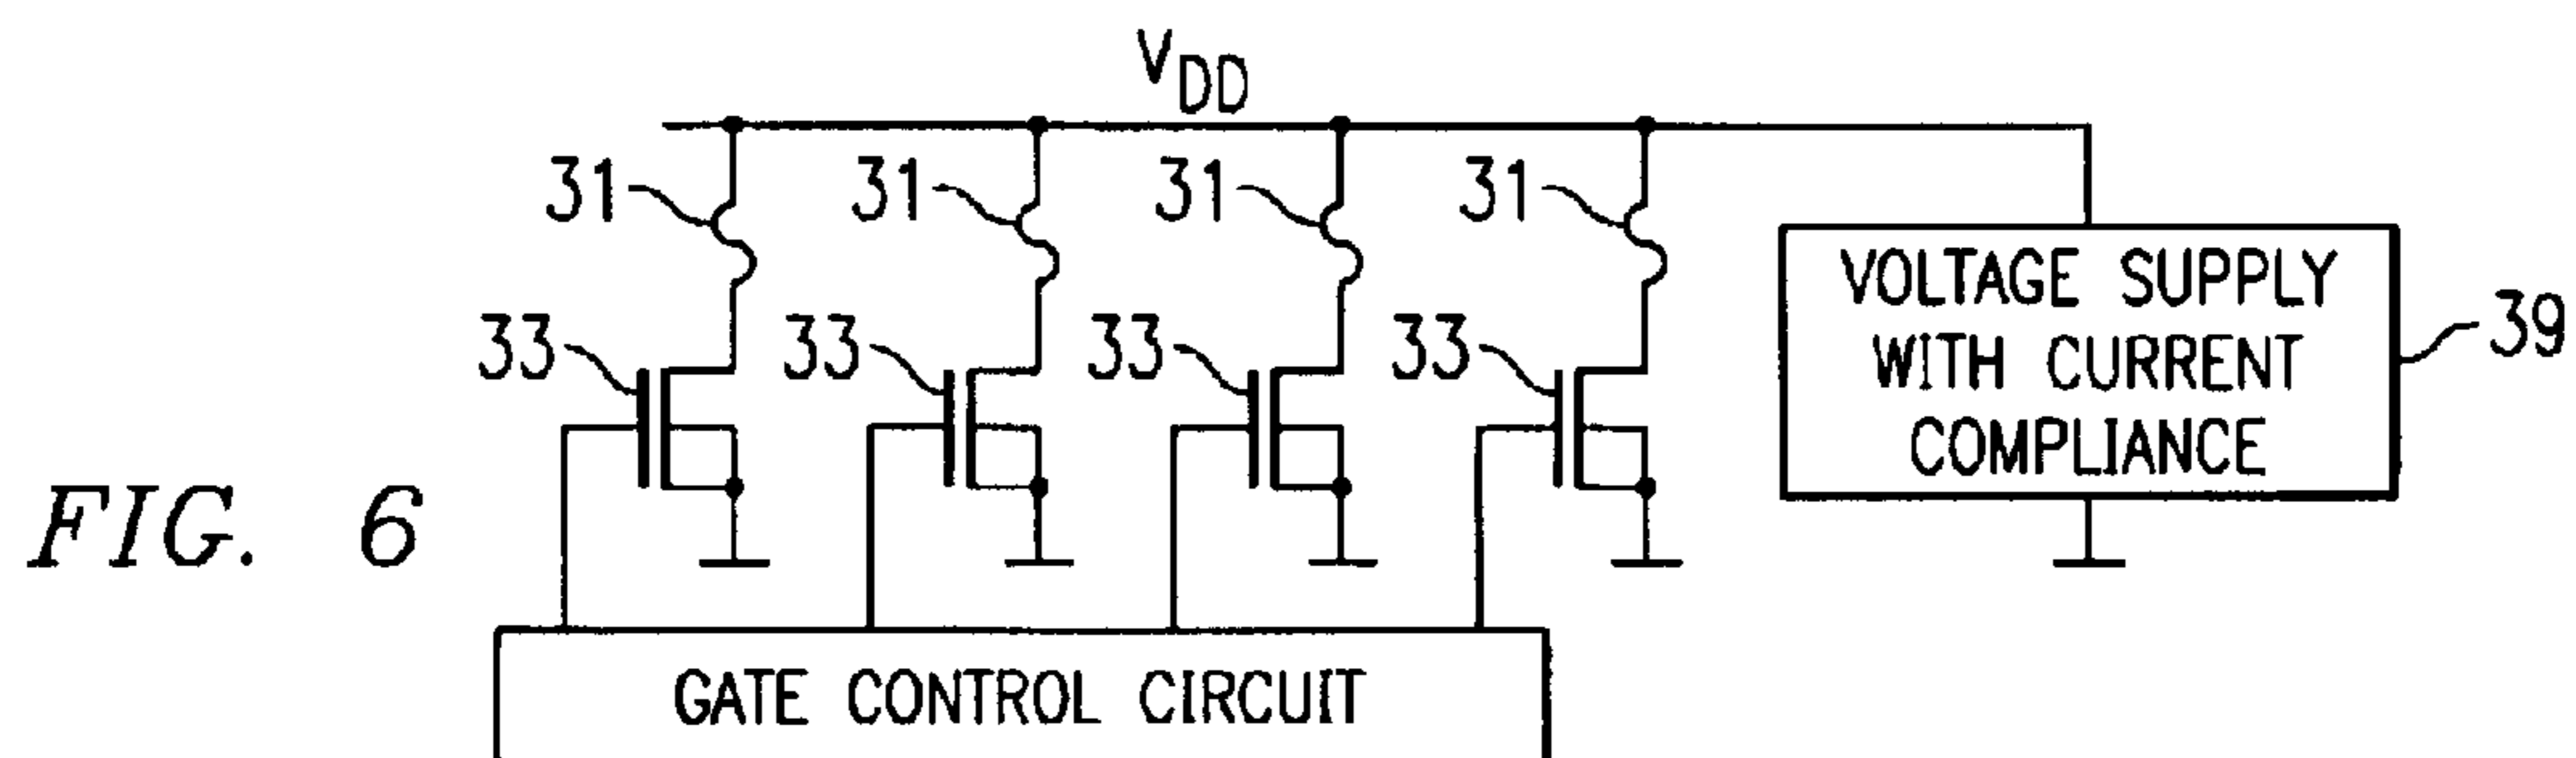 V_DD
31 31 31 31
33 33 33 33
VOLTAGE SUPPLY
WITH CURRENT
COMPLIANCE
39
FIG. 6
GATE CONTROL CIRCUIT